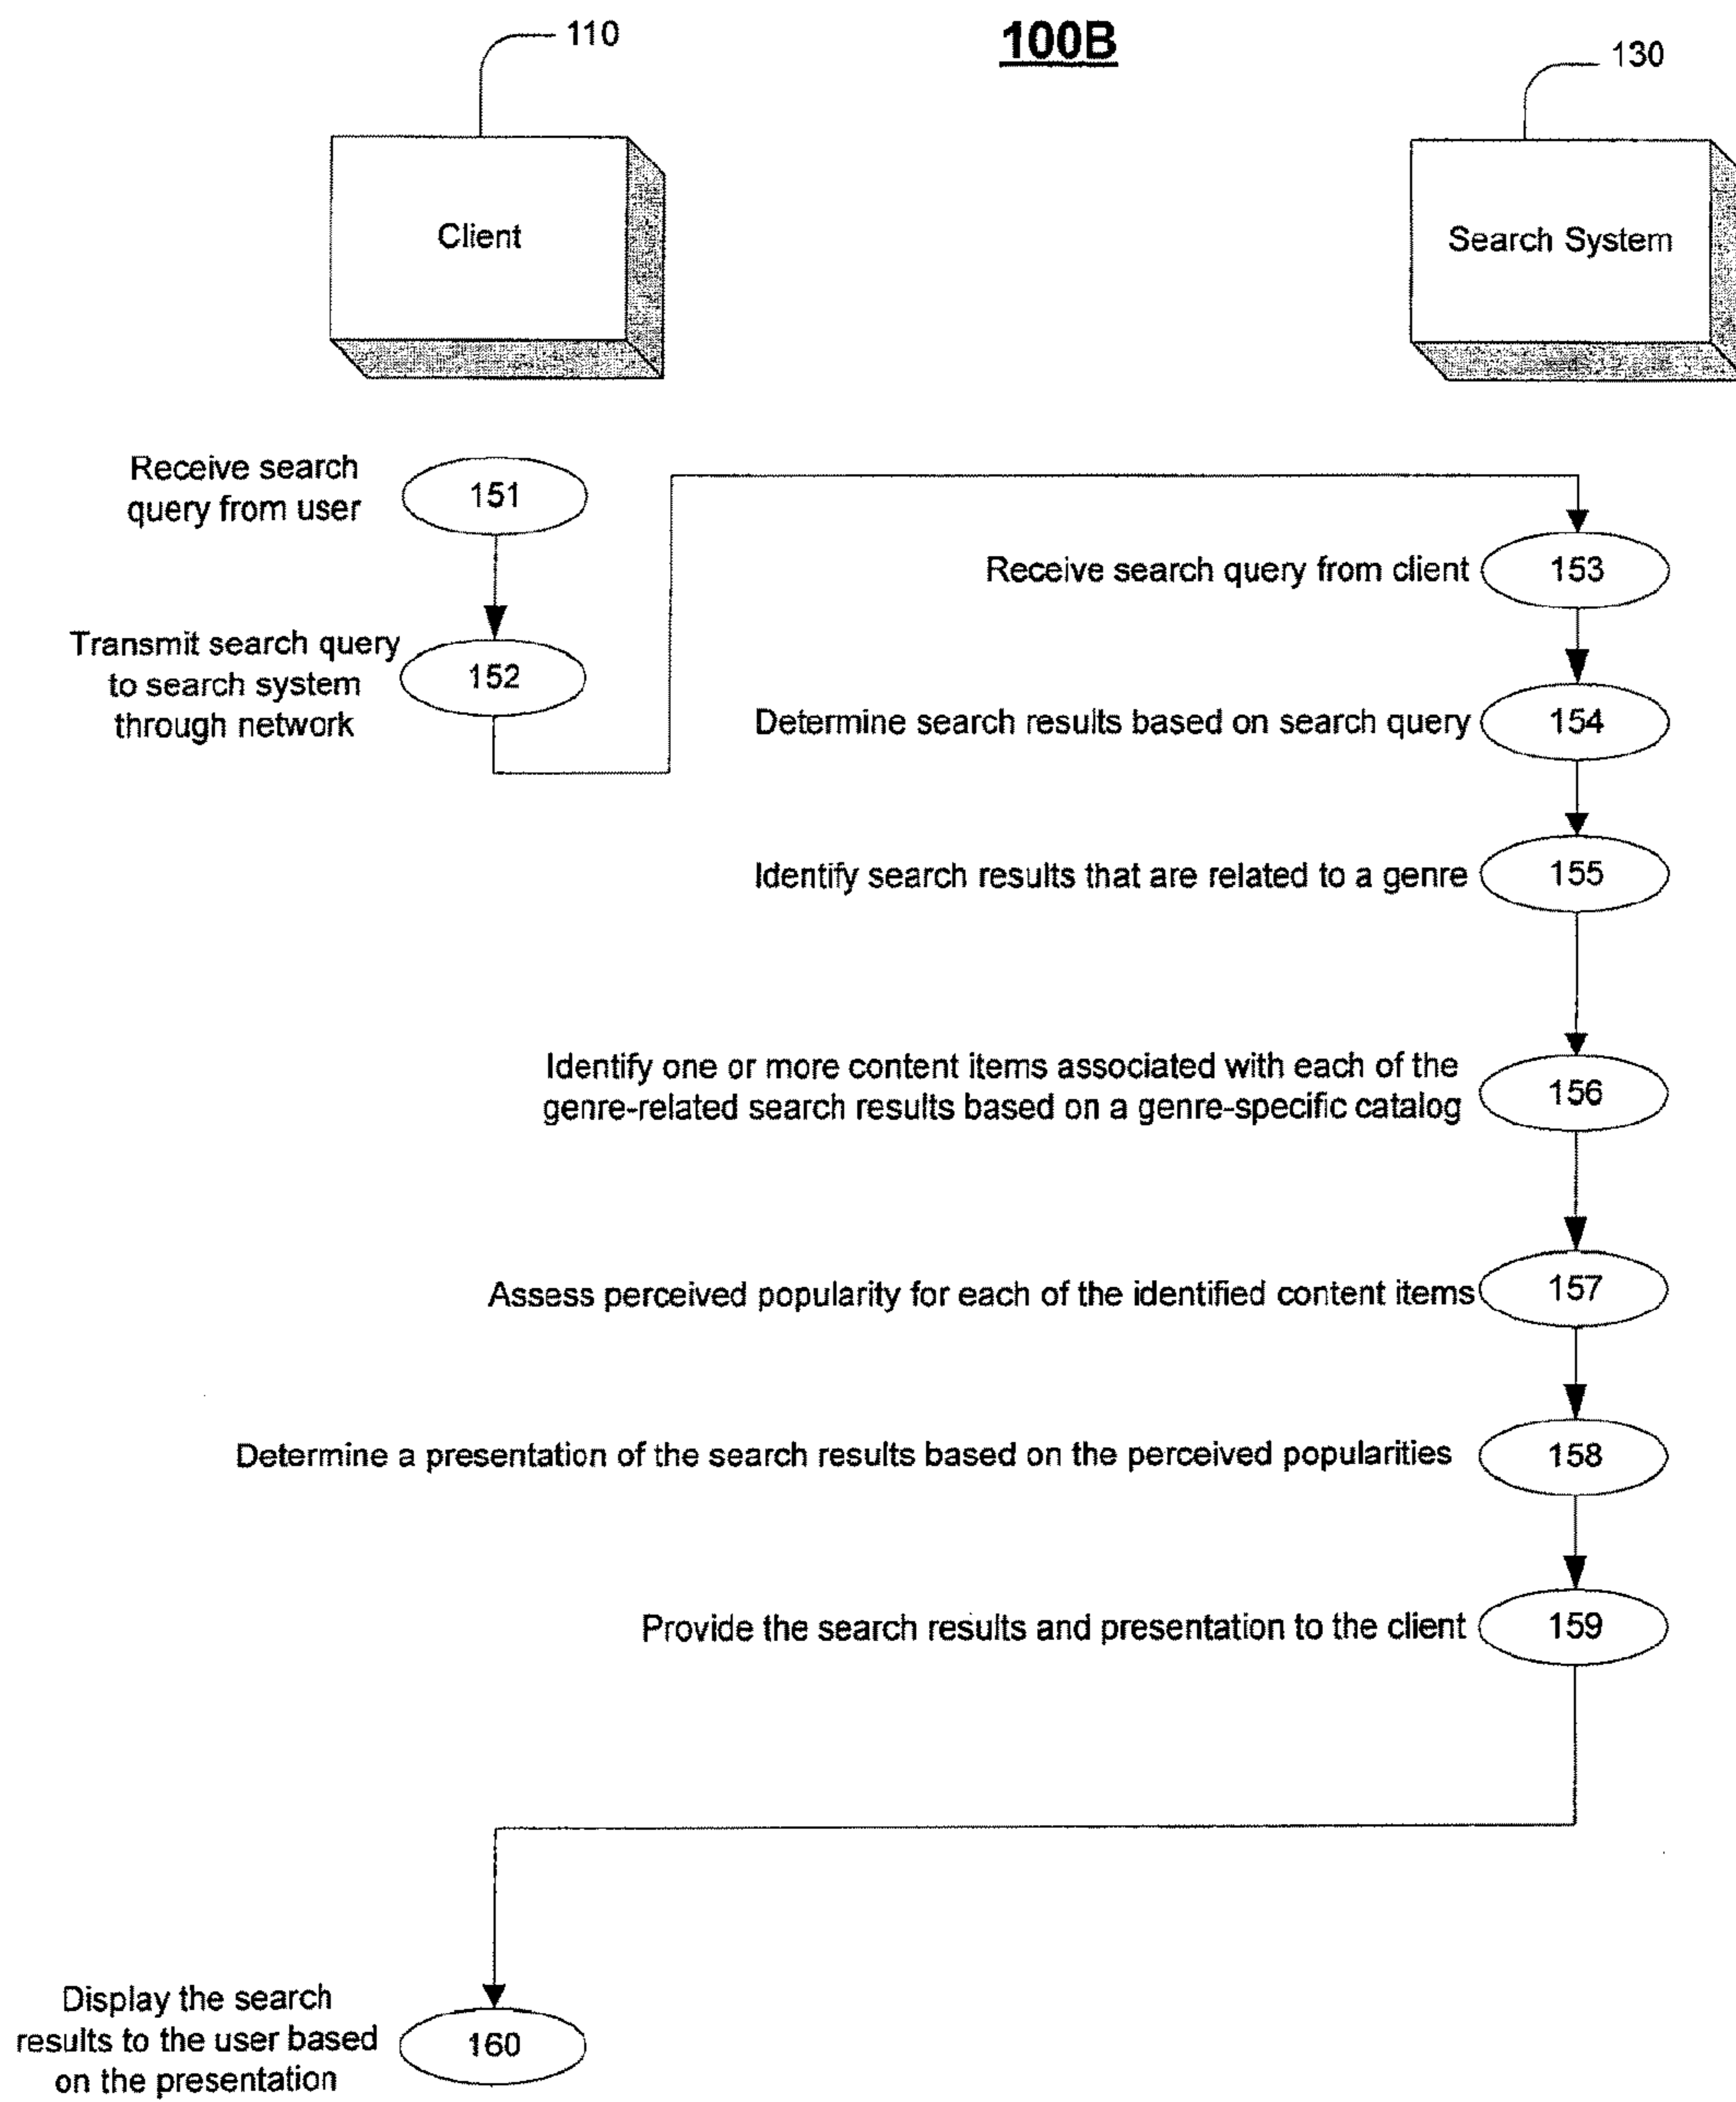 110
100B
130
Client
Search System
Receive search
query from user
151
Receive search query from client
153
Transmit search query
to search system
through network
152
Determine search results based on search query
154
Identify search results that are related to a genre
155
Identify one or more content items associated with each of the
genre-related search results based on a genre-specific catalog
156
Assess perceived popularity for each of the identified content items
157
Determine a presentation of the search results based on the perceived popularities
158
Provide the search results and presentation to the client
159
Display the search
results to the user based
on the presentation
160